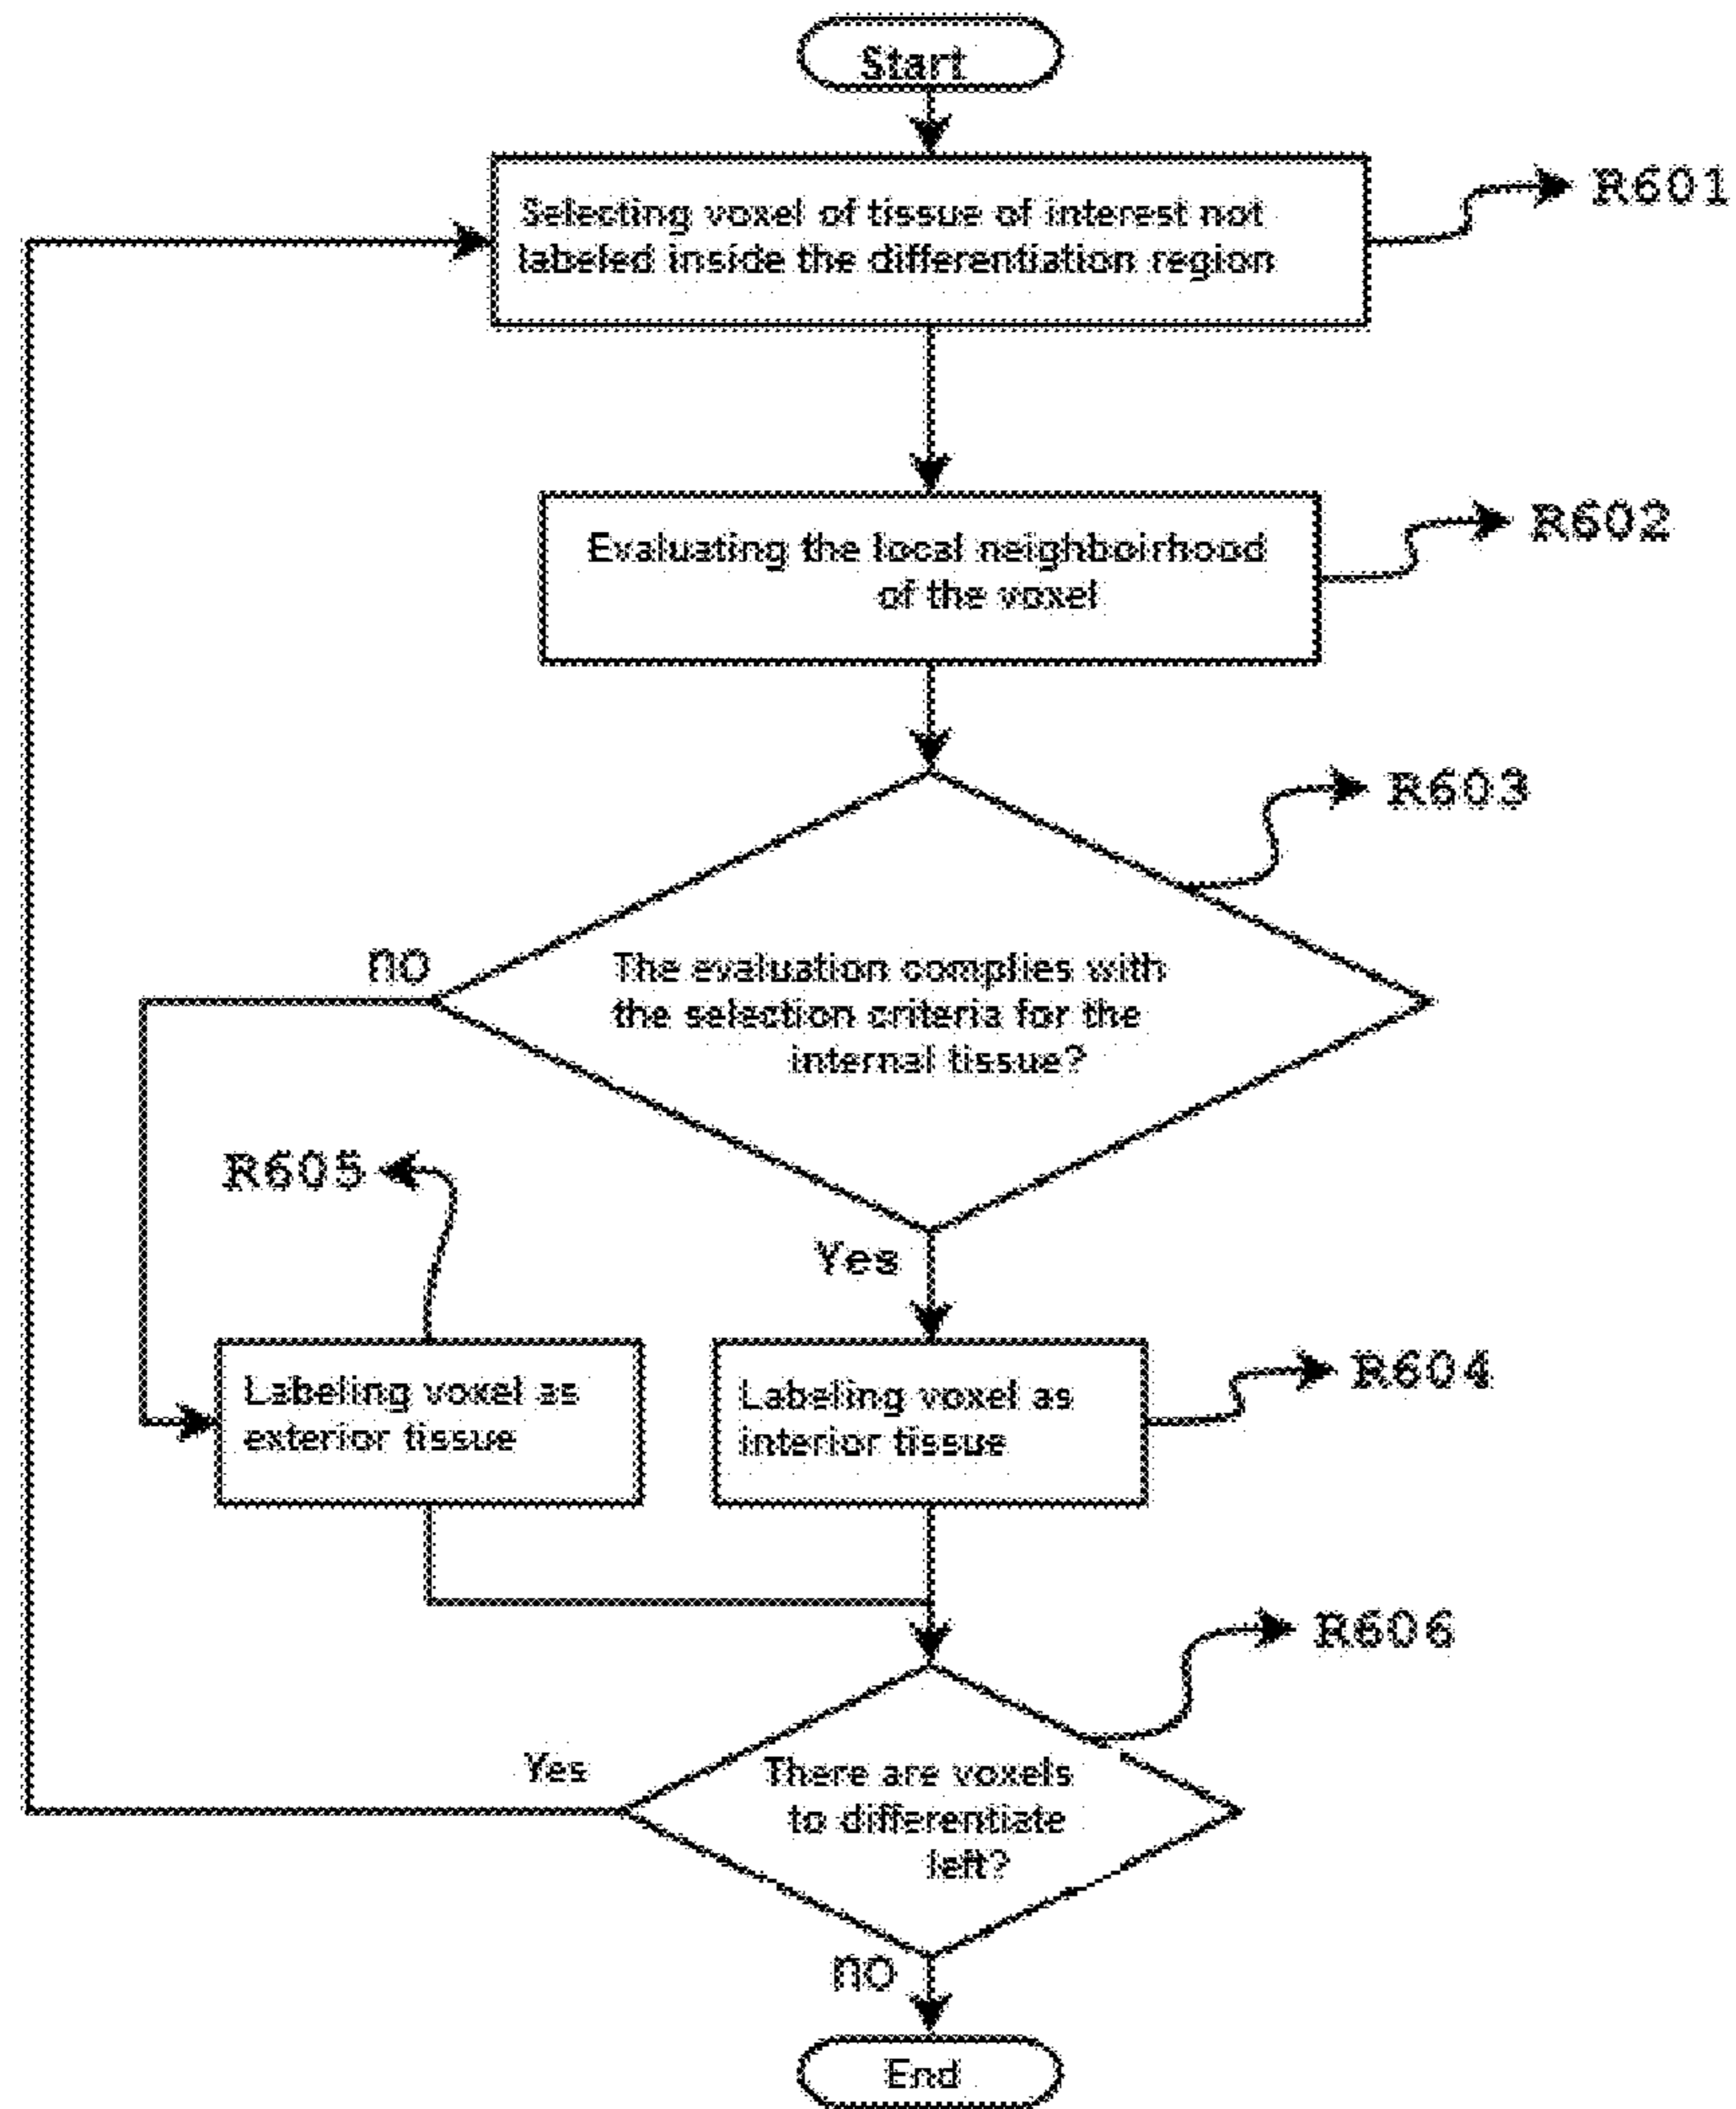 Start
Selecting voxel of tissue of interest not
labeled inside the differentiation region
R601
Evaluating the local neighboirhood
of the voxel
R602
R603
no
The evaluation complies with
the selection criteria for the
internal tissue?
R605
Yes
Labeling voxel as
exterior tissue
Labeling voxel as
interior tissue
R604
R606
Yes
There are voxels
to differentiate
left?
no
End